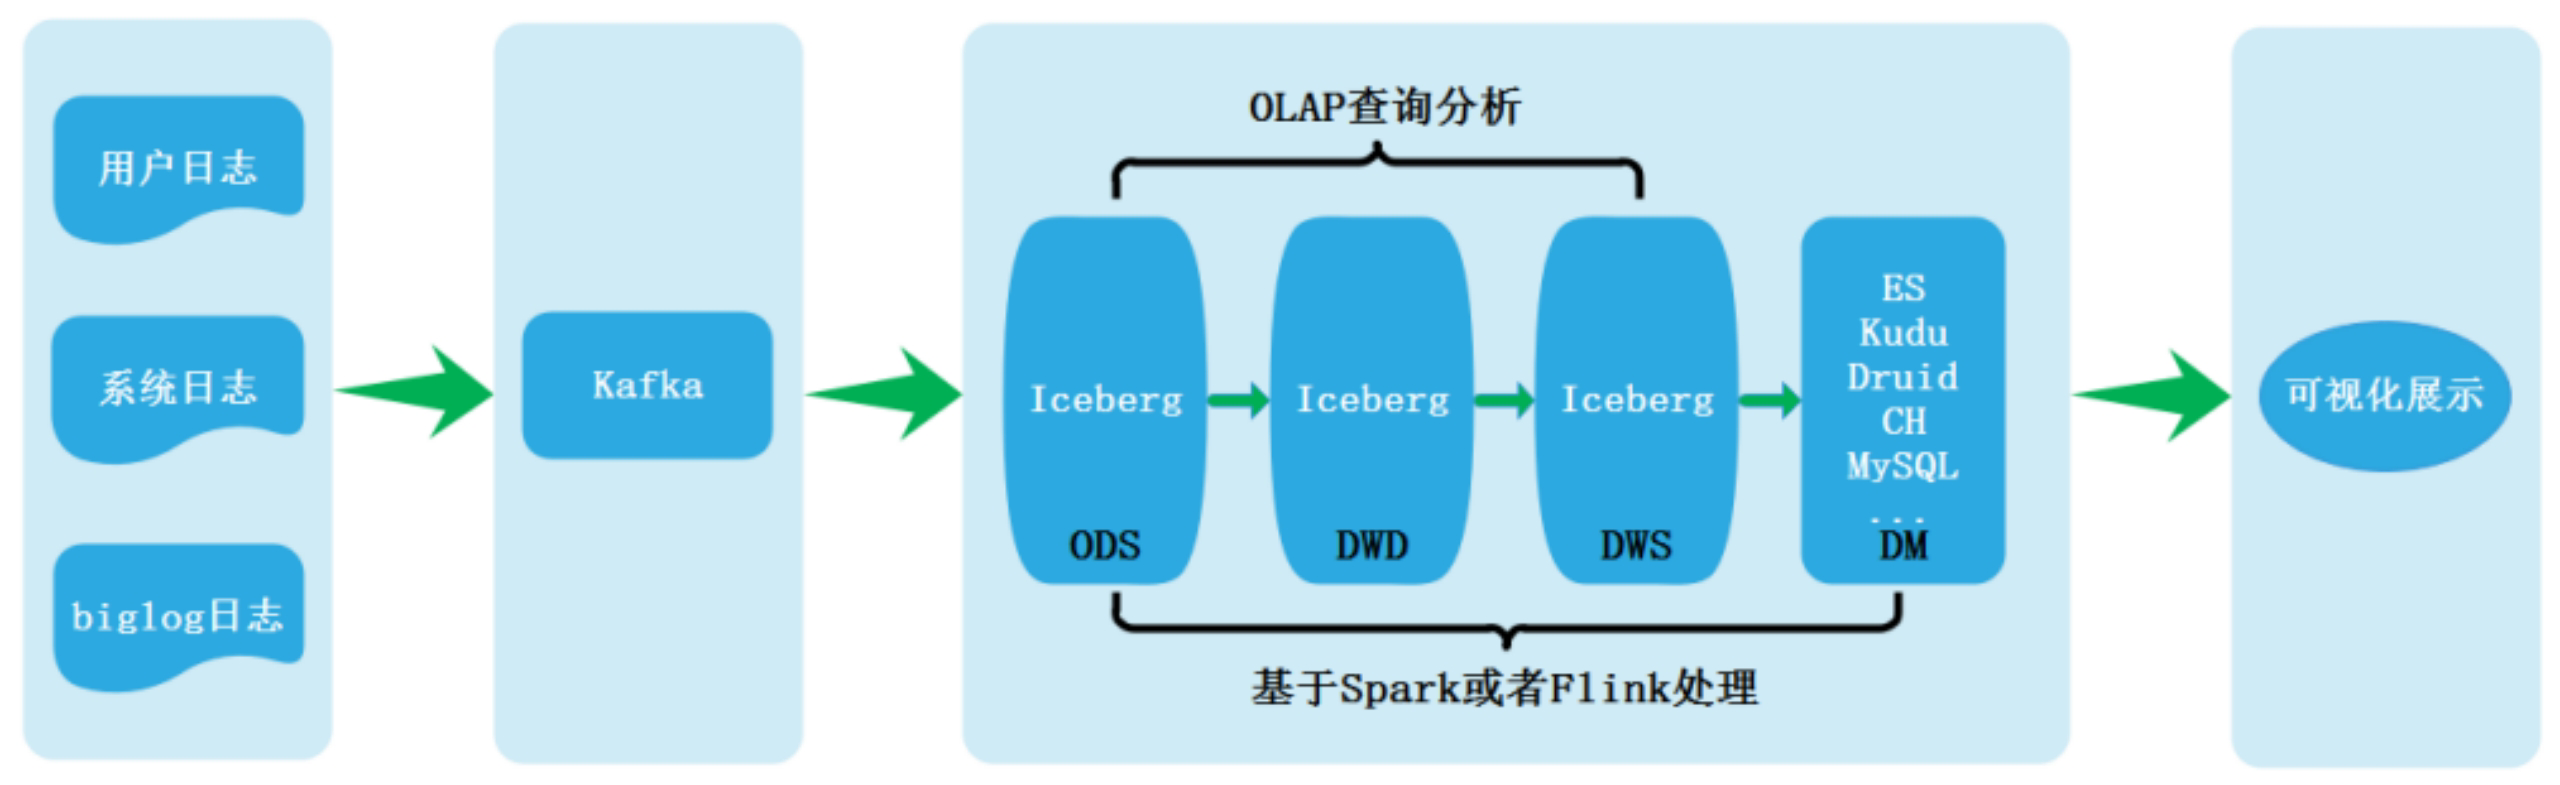 用户日志
系统日志
biglog日志
Kafka
OLAP查询分析
Iceberg
ODS
Iceberg
DWD
Iceberg
DWS
ES
Kudu
Druid
CH
MySQL
...
DM
基于Spark或者Flink处理
可视化展示